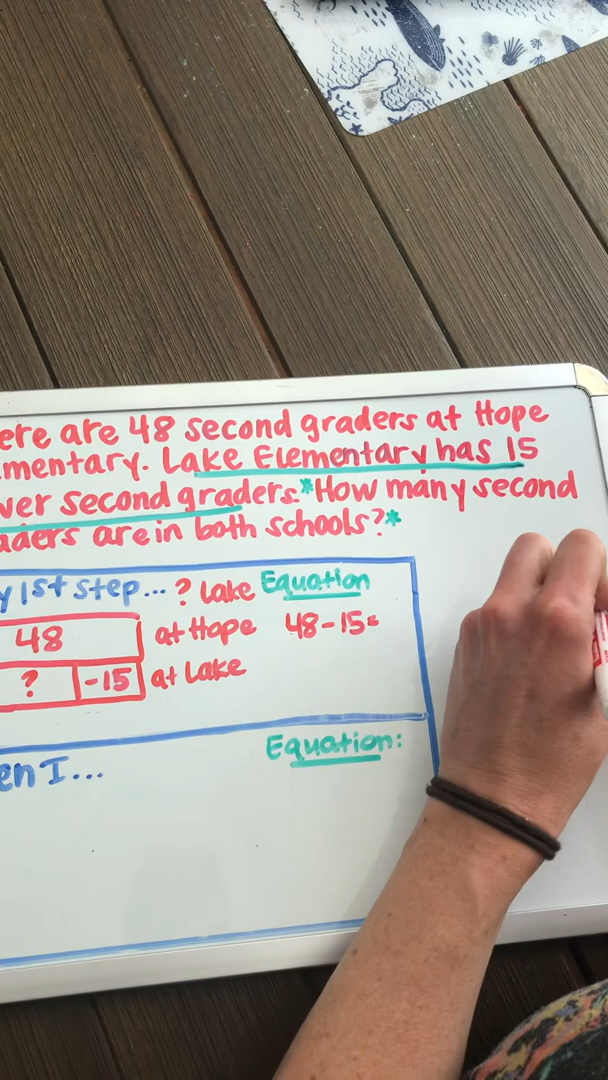 ere are 48 second graders at Hope
mentary. Lake Elementary has 15
wer second graders.*How many second
aders are in both schools?*
y 1st step... ? Lake Equation
48 at Hope 48-15=
? -15 at Lake
Equation:
en I...